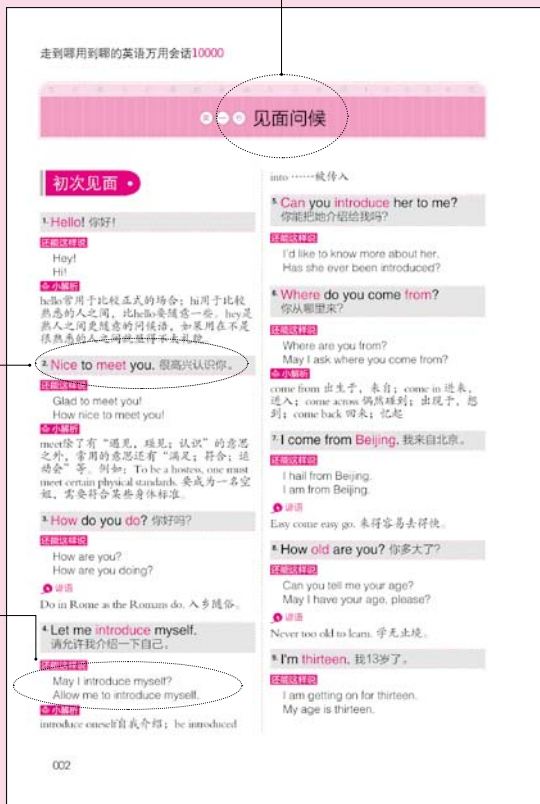 走到哪用到哪的英语万用会话10000
见面问候
初次见面
1. Hello! 你好!
还能这样说
Hey!
Hi!
小解析
hello常用于比较正式的场合；hi用于比较
熟悉的人之间，比hello要随意一些。hey是
熟人之间更随意的问候语，如果用在不是
很熟悉的人之间就显得不太礼貌
2. Nice to meet you. 很高兴认识你。
还能这样说
Glad to meet you!
How nice to meet you!
小解析
meet除了有“遇见，碰见；认识”的意思
之外，常用的意思还有“满足；符合；运
动会”等。例如：To be a hostess, one must
meet certain physical standards. 要成为一名空
姐，需要符合某些身体标准。
3. How do you do? 你好吗?
还能这样说
How are you?
How are you doing?
谚语
Do in Rome as the Romans do. 入乡随俗。
4. Let me introduce myself.
请允许我介绍一下自己。
还能这样说
May I introduce myself?
Allow me to introduce myself.
小解析
introduce oneself自我介绍；be introduced
into ……被传入
5. Can you introduce her to me?
你能把她介绍给我吗?
还能这样说
I'd like to know more about her.
Has she ever been introduced?
6. Where do you come from?
你从哪里来?
还能这样说
Where are you from?
May I ask where you come from?
小解析
come from 出生于，来自；come in 进来，
进入；come across 偶然碰到；出现于，想
到；come back 回来；忆起
7. I come from Beijing. 我来自北京。
还能这样说
I hail from Beijing.
I am from Beijing.
谚语
Easy come easy go. 来得容易去得快。
8. How old are you? 你多大了?
还能这样说
Can you tell me your age?
May I have your age, please?
谚语
Never too old to learn. 学无止境。
9. I'm thirteen. 我13岁了。
还能这样说
I am getting on for thirteen.
My age is thirteen.
002